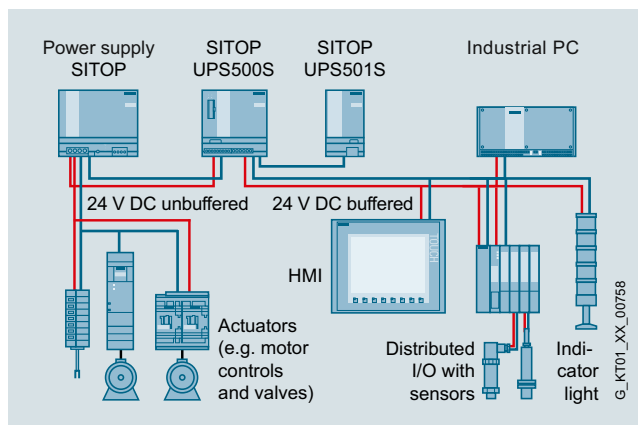 Power supply
SITOP
SITOP
UPS500S
SITOP
UPS501S
Industrial PC
24 V DC unbuffered
24 V DC buffered
TOUCH
HMI
Actuators
(e.g. motor
controls
and valves)
Distributed
I/O with
sensors
Indi-
cator
light
G_KT01_XX_00758